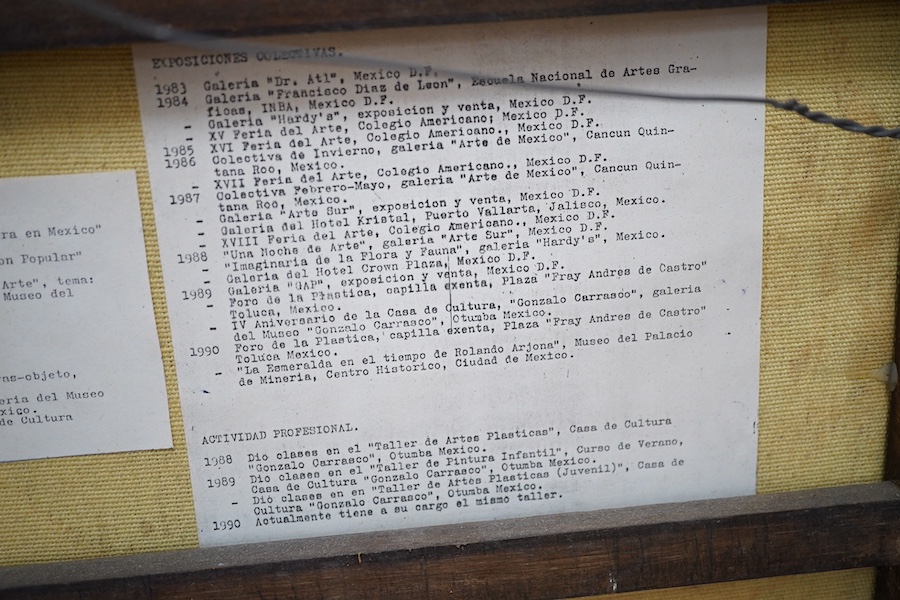 ra en Mexico"
on Popular"
Arte", tema:
Museo del
as-objeto,
eria del Museo
xico.
de Cultura
EXPOSICIONES COLECTIVAS.
1983 Galeria "Dr. Atl", Mexico D.F.
1984 Galeria "Francisco Diaz de Leon", Escuela Nacional de Artes Gra-
ficas, INBA, Mexico D.F.
- Galeria "Hardy's", exposicion y venta, Mexico D.F.
- XV Feria del Arte, Colegio Americano; Mexico D.F.
1985 XVI Feria del Arte, Colegio Americano., Mexico D.F.
1986 Colectiva de Invierno, galeria "Arte de Mexico", Cancun Quin-
tana Roo, Mexico.
- XVII Feria del Arte, Colegio Americano., Mexico D.F.
1987 Colectiva Febrero-Mayo, galeria "Arte de Mexico", Cancun Quin-
tana Roo, Mexico.
- Galeria "Arte Sur", exposicion y venta, Mexico D.F.
- Galeria del Hotel Kristal, Puerto Vallarta, Jalisco, Mexico.
- XVIII Feria del Arte, Colegio Americano., Mexico D.F.
1988 "Una Noche de Arte", galeria "Arte Sur", Mexico D.F.
- "Imaginaria de la Flora y Fauna", galeria "Hardy's", Mexico.
- Galeria del Hotel Crown Plaza, Mexico D.F.
- Galeria "GAP", exposicion y venta, Mexico D.F.
1989 Foro de la Plastica, capilla exenta, Plaza "Fray Andres de Castro"
Toluca, Mexico.
- IV Aniversario de la Casa de Cultura, "Gonzalo Carrasco", galeria
del Museo "Gonzalo Carrasco", Otumba Mexico.
1990 Foro de la Plastica, capilla exenta, Plaza "Fray Andres de Castro"
Toluca Mexico.
- "La Esmeralda en el tiempo de Rolando Arjona", Museo del Palacio
de Mineria, Centro Historico, Ciudad de Mexico.
ACTIVIDAD PROFESIONAL.
1988 Dio clases en el "Taller de Artes Plasticas", Casa de Cultura
"Gonzalo Carrasco", Otumba Mexico.
1989 Dio clases en el "Taller de Pintura Infantil", Curso de Verano,
Casa de Cultura "Gonzalo Carrasco", Otumba Mexico.
- Dio clases en en "Taller de Artes Plasticas (Juvenil)", Casa de
Cultura "Gonzalo Carrasco", Otumba Mexico.
1990 Actualmente tiene a su cargo el mismo taller.